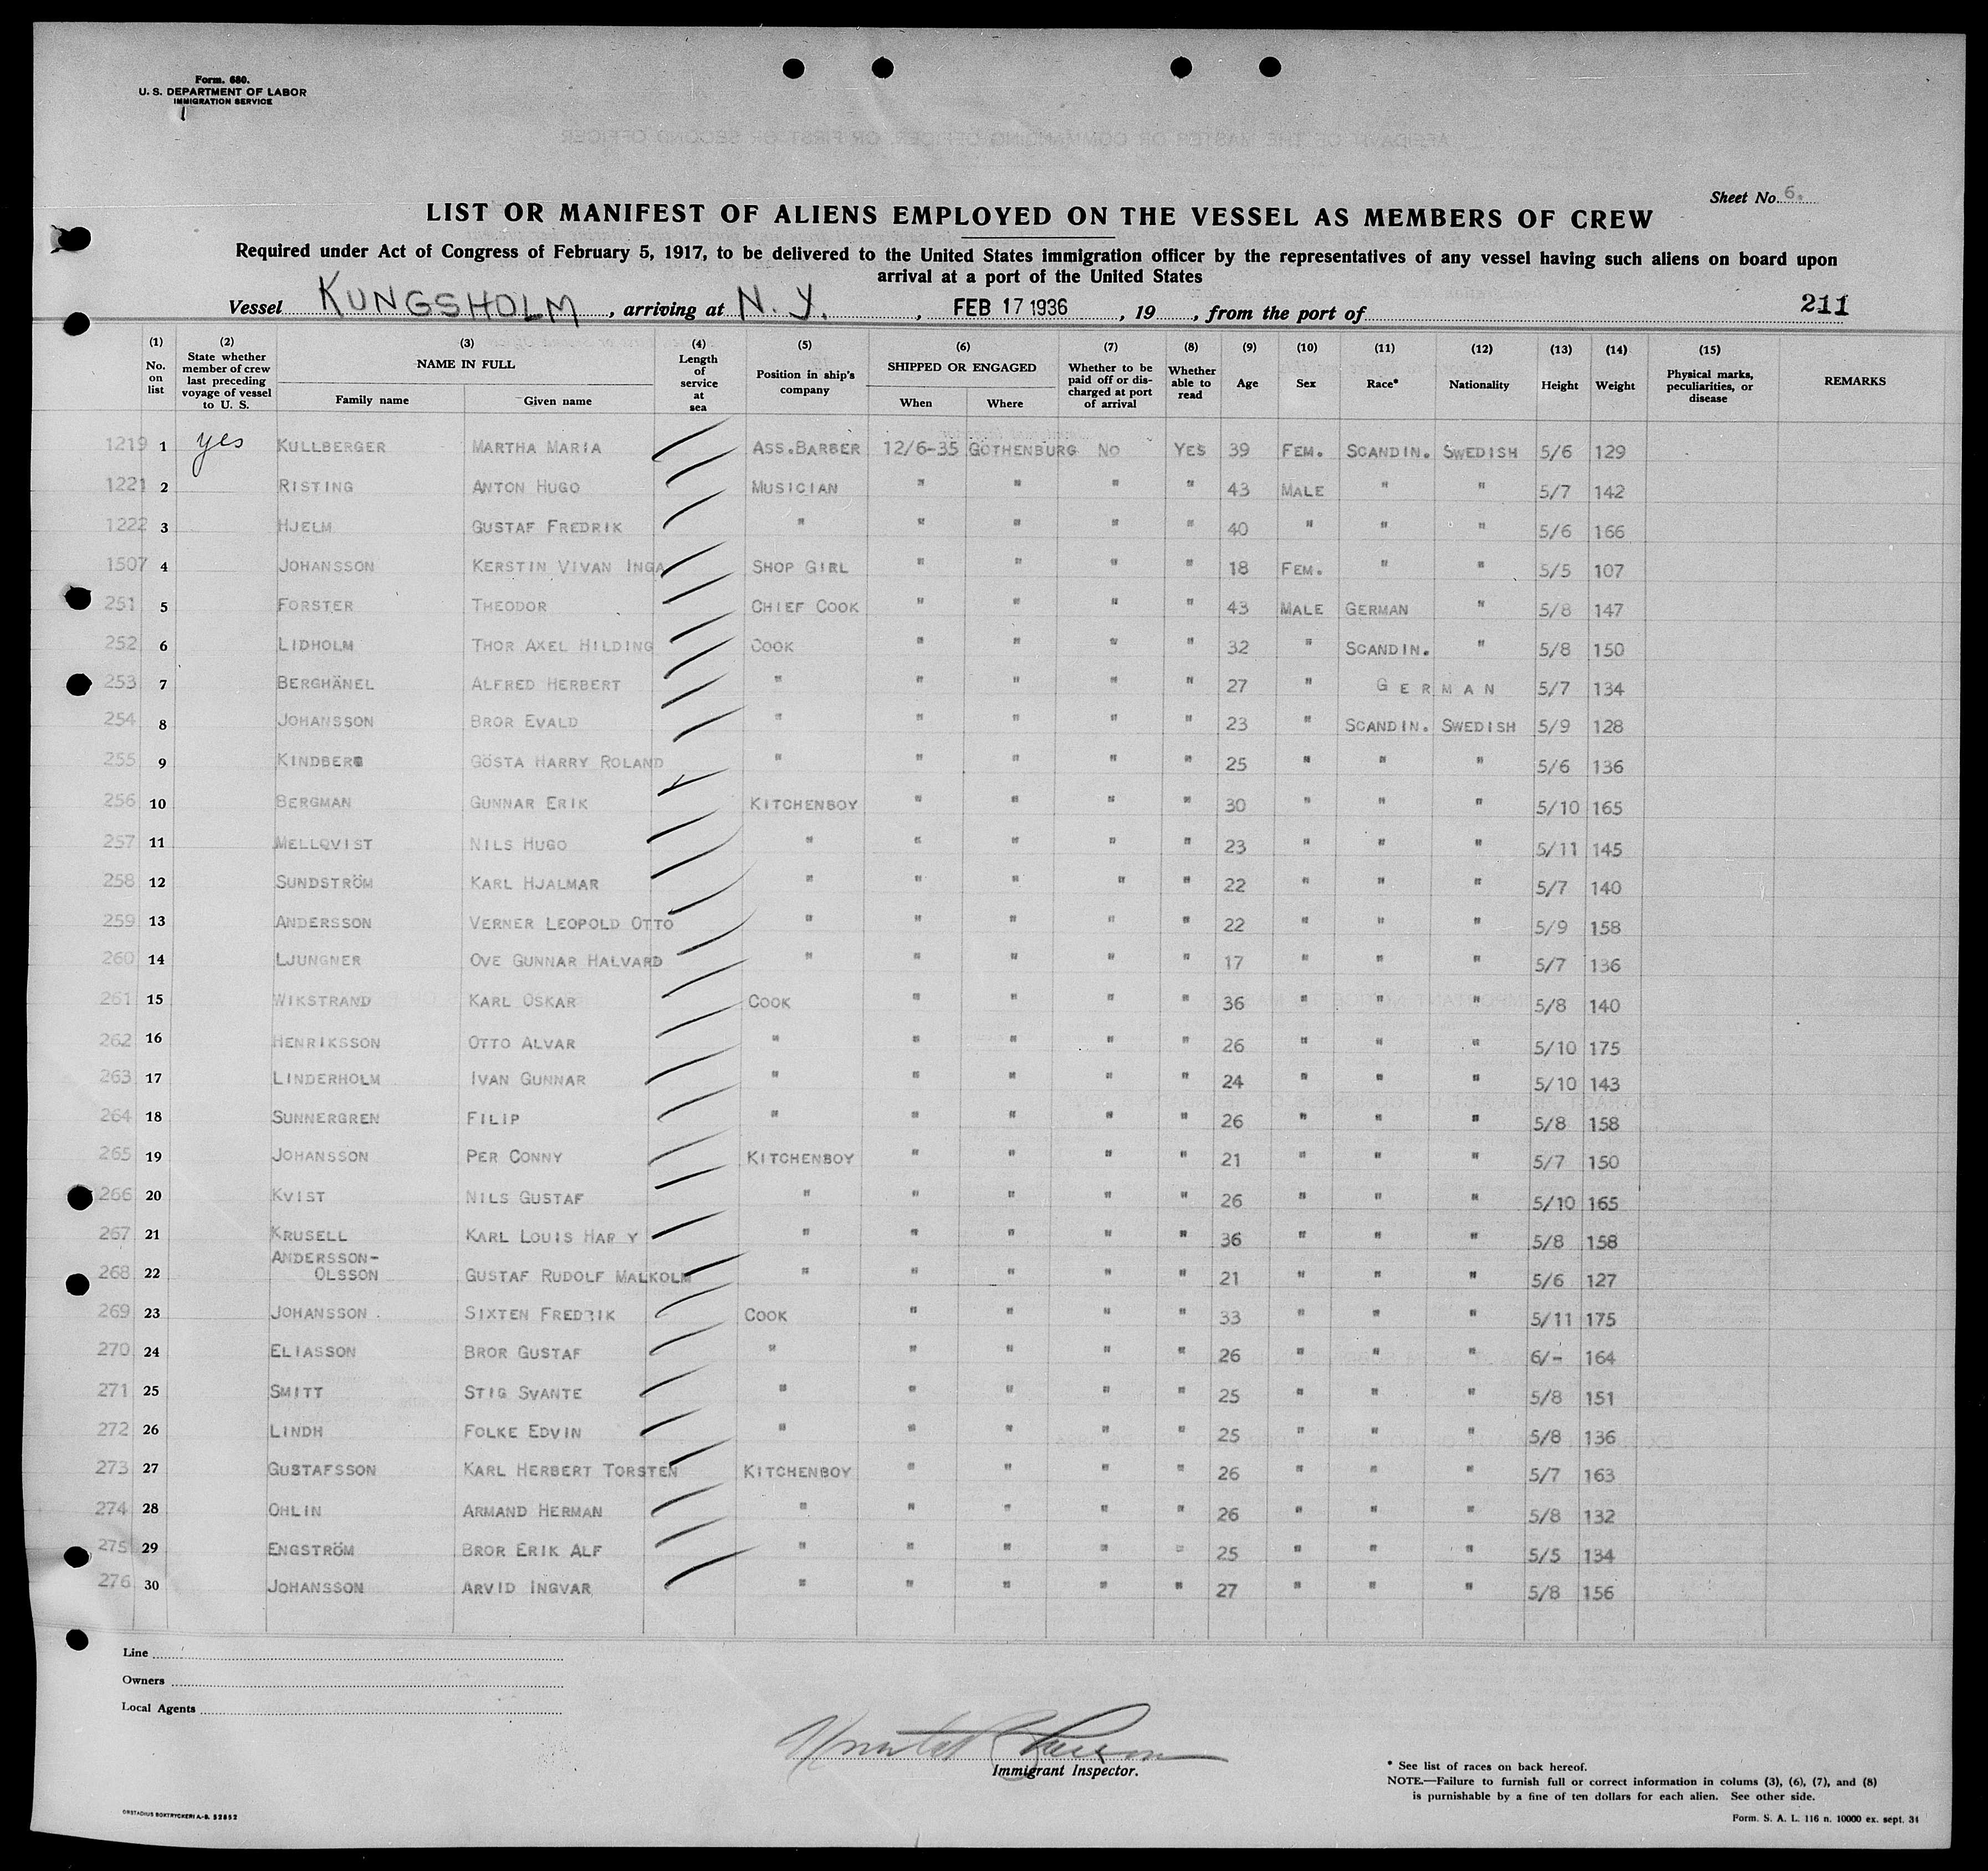 Form. 680.
U. S. DEPARTMENT OF LABOR
IMMIGRATION SERVICE
Sheet No. 6.
LIST OR MANIFEST OF ALIENS EMPLOYED ON THE VESSEL AS MEMBERS OF CREW
Required under Act of Congress of February 5, 1917, to be delivered to the United States immigration officer by the representatives of any vessel having such aliens on board upon
arrival at a port of the United States
Vessel KUNGSHOLM, arriving at N. Y., FEB 17 1936, 19, from the port of 211
(1) No. on list (2) State whether member of crew last preceding voyage of vessel to U. S. (3) NAME IN FULL Family name Given name (4) Length of service at sea (5) Position in ship's company (6) SHIPPED OR ENGAGED When Where (7) Whether to be paid off or discharged at port of arrival (8) Whether able to read (9) Age (10) Sex (11) Race* (12) Nationality (13) Height (14) Weight (15) Physical marks, peculiarities, or disease REMARKS
1219 1 yes KULLBERGER MARTHA MARIA ASS.BARBER 12/6-35 GOTHENBURG NO YES 39 FEM. SCANDIN. SWEDISH 5/6 129
1221 2 RISTING ANTON HUGO MUSICIAN " " " " 43 MALE " " 5/7 142
1222 3 HJELM GUSTAF FREDRIK " " " " " 40 " " " 5/6 166
1507 4 JOHANSSON KERSTIN VIVAN INGA SHOP GIRL " " " " 18 FEM. " " 5/5 107
251 5 FORSTER THEODOR CHIEF COOK " " " " 43 MALE GERMAN " 5/8 147
252 6 LIDHOLM THOR AXEL HILDING COOK " " " " 32 " SCANDIN. " 5/8 150
253 7 BERGHÄNEL ALFRED HERBERT " " " " " 27 " GERMAN 5/7 134
254 8 JOHANSSON BROR EVALD " " " " " 23 " SCANDIN. SWEDISH 5/9 128
255 9 KINDBERG GÖSTA HARRY ROLAND " " " " " 25 " " " 5/6 136
256 10 BERGMAN GUNNAR ERIK KITCHENBOY " " " " 30 " " " 5/10 165
257 11 MELLQVIST NILS HUGO " " " " " 23 " " " 5/11 145
258 12 SUNDSTRÖM KARL HJALMAR " " " " " 22 " " " 5/7 140
259 13 ANDERSSON VERNER LEOPOLD OTTO " " " " " 22 " " " 5/9 158
260 14 LJUNGNER OVE GUNNAR HALVARD " " " " " 17 " " " 5/7 136
261 15 WIKSTRAND KARL OSKAR COOK " " " " 36 " " " 5/8 140
262 16 HENRIKSSON OTTO ALVAR " " " " " 26 " " " 5/10 175
263 17 LINDERHOLM IVAN GUNNAR " " " " " 24 " " " 5/10 143
264 18 SUNNERGREN FILIP " " " " " 26 " " " 5/8 158
265 19 JOHANSSON PER CONNY KITCHENBOY " " " " 21 " " " 5/7 150
266 20 KVIST NILS GUSTAF " " " " " 26 " " " 5/10 165
267 21 KRUSELL KARL LOUIS HAR Y " " " " " 36 " " " 5/8 158
268 22 ANDERSSON-OLSSON GUSTAF RUDOLF MALKOLM " " " " " 21 " " " 5/6 127
269 23 JOHANSSON . SIXTEN FREDRIK COOK " " " " 33 " " " 5/11 175
270 24 ELIASSON BROR GUSTAF " " " " " 26 " " " 6/- 164
271 25 SMITT STIG SVANTE " " " " " 25 " " " 5/8 151
272 26 LINDH FOLKE EDVIN " " " " " 25 " " " 5/8 136
273 27 GUSTAFSSON KARL HERBERT TORSTEN KITCHENBOY " " " " 26 " " " 5/7 163
274 28 OHLIN ARMAND HERMAN " " " " " 26 " " " 5/8 132
275 29 ENGSTRÖM BROR ERIK ALF " " " " " 25 " " " 5/5 134
276 30 JOHANSSON ARVID INGVAR " " " " " 27 " " " 5/8 156
Line
Owners
Local Agents
Immigrant Inspector.
* See list of races on back hereof.
NOTE.—Failure to furnish full or correct information in colums (3), (6), (7), and (8)
is purnishable by a fine of ten dollars for each alien. See other side.
ORSTADIUS BOKTRYCKERI A.-B. 52852
Form. S. A. L. 116 n. 10000 ex. sept. 34